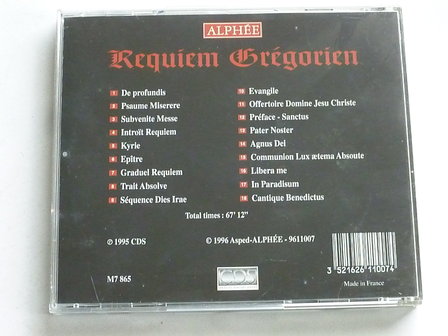 ALPHÉE
Requiem Grégorien
1 De profundis
2 Psaume Miserere
3 Subvenite Messe
4 Introït Requiem
5 Kyrie
6 Epître
7 Graduel Requiem
8 Trait Absolve
9 Séquence Dies Irae
10 Evangile
11 Offertoire Domine Jesu Christe
12 Préface - Sanctus
13 Pater Noster
14 Agnus Dei
15 Communion Lux ætema Absoute
16 Libera me
17 In Paradisum
18 Cantique Benedictus
Total times : 67' 12"
℗ 1995 CDS
© 1996 Asped-ALPHÉE - 9611007
M7 865
CDS
3 521626 110074
Made in France